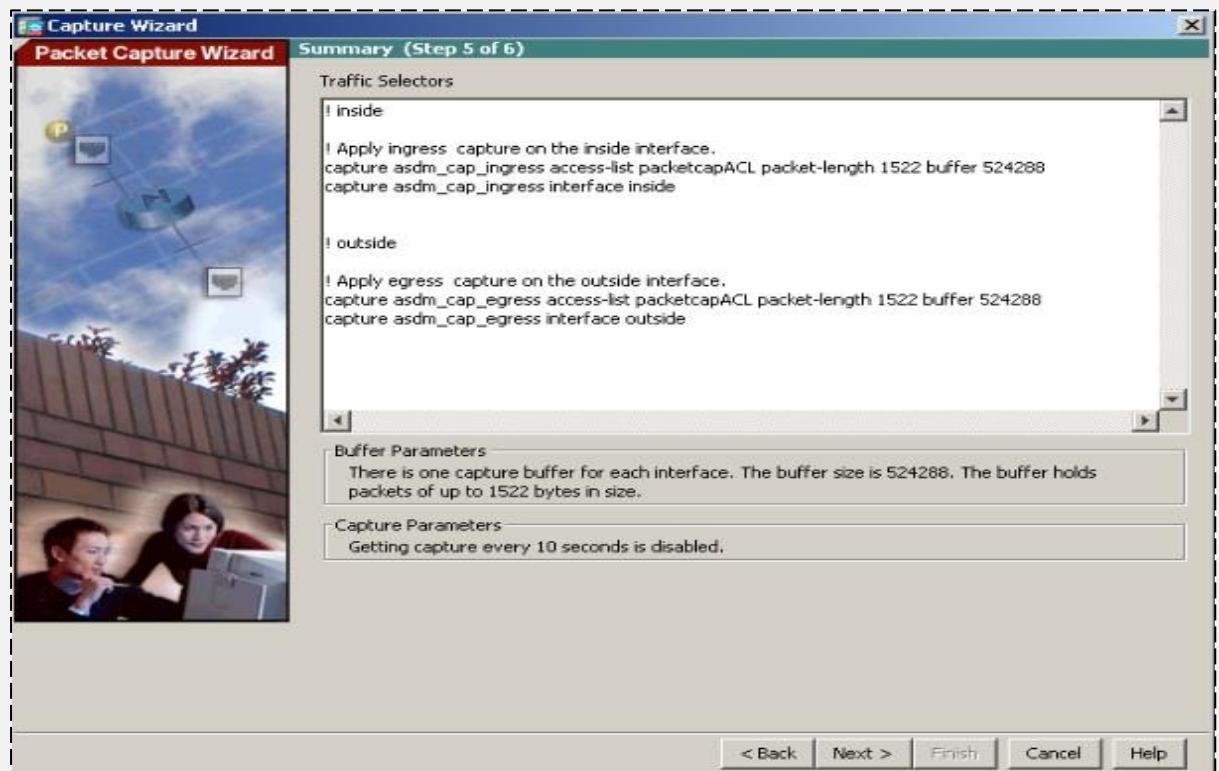 Capture Wizard
Packet Capture Wizard
Summary (Step 5 of 6)
Traffic Selectors
! inside
! Apply ingress capture on the inside interface.
capture asdm_cap_ingress access-list packetcapACL packet-length 1522 buffer 524288
capture asdm_cap_ingress interface inside
! outside
! Apply egress capture on the outside interface.
capture asdm_cap_egress access-list packetcapACL packet-length 1522 buffer 524288
capture asdm_cap_egress interface outside
Buffer Parameters
There is one capture buffer for each interface. The buffer size is 524288. The buffer holds
packets of up to 1522 bytes in size.
Capture Parameters
Getting capture every 10 seconds is disabled.
P
< Back Next > Finish Cancel Help